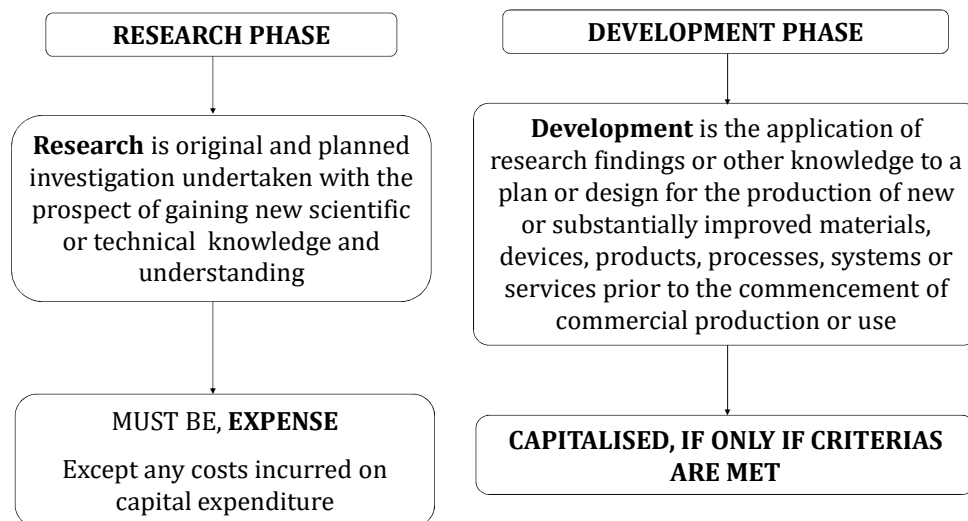 RESEARCH PHASE
Research is original and planned
investigation undertaken with the
prospect of gaining new scientific
or technical knowledge and
understanding
MUST BE, EXPENSE
Except any costs incurred on
capital expenditure
DEVELOPMENT PHASE
Development is the application of
research findings or other knowledge to a
plan or design for the production of new
or substantially improved materials,
devices, products, processes, systems or
services prior to the commencement of
commercial production or use
CAPITALISED, IF ONLY IF CRITERIAS
ARE MET